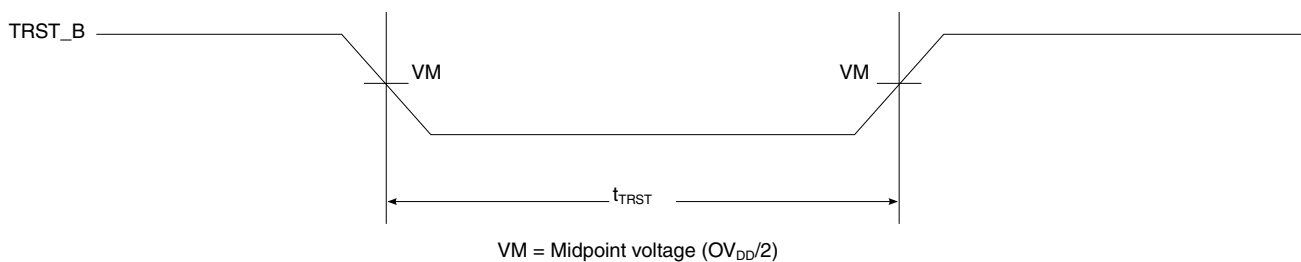 TRST_B
VM VM
tTRST
VM = Midpoint voltage (OVDD/2)